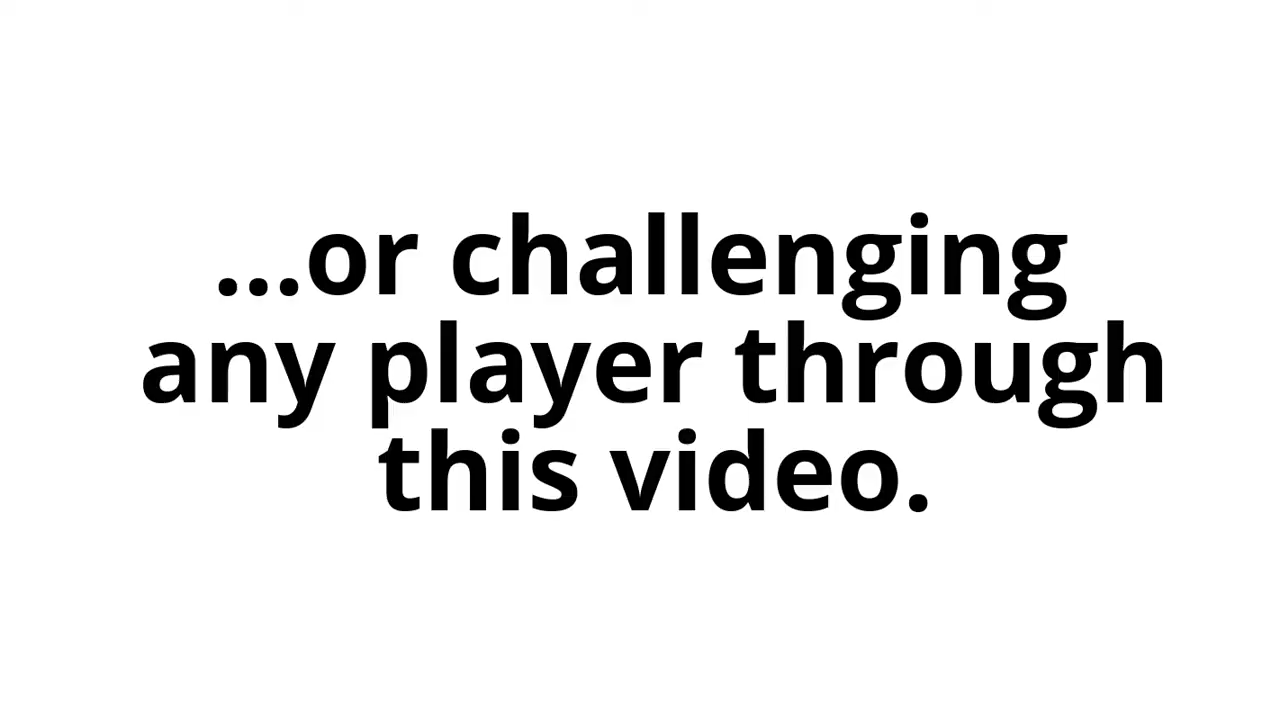 ...or challenging
any player through
this video.